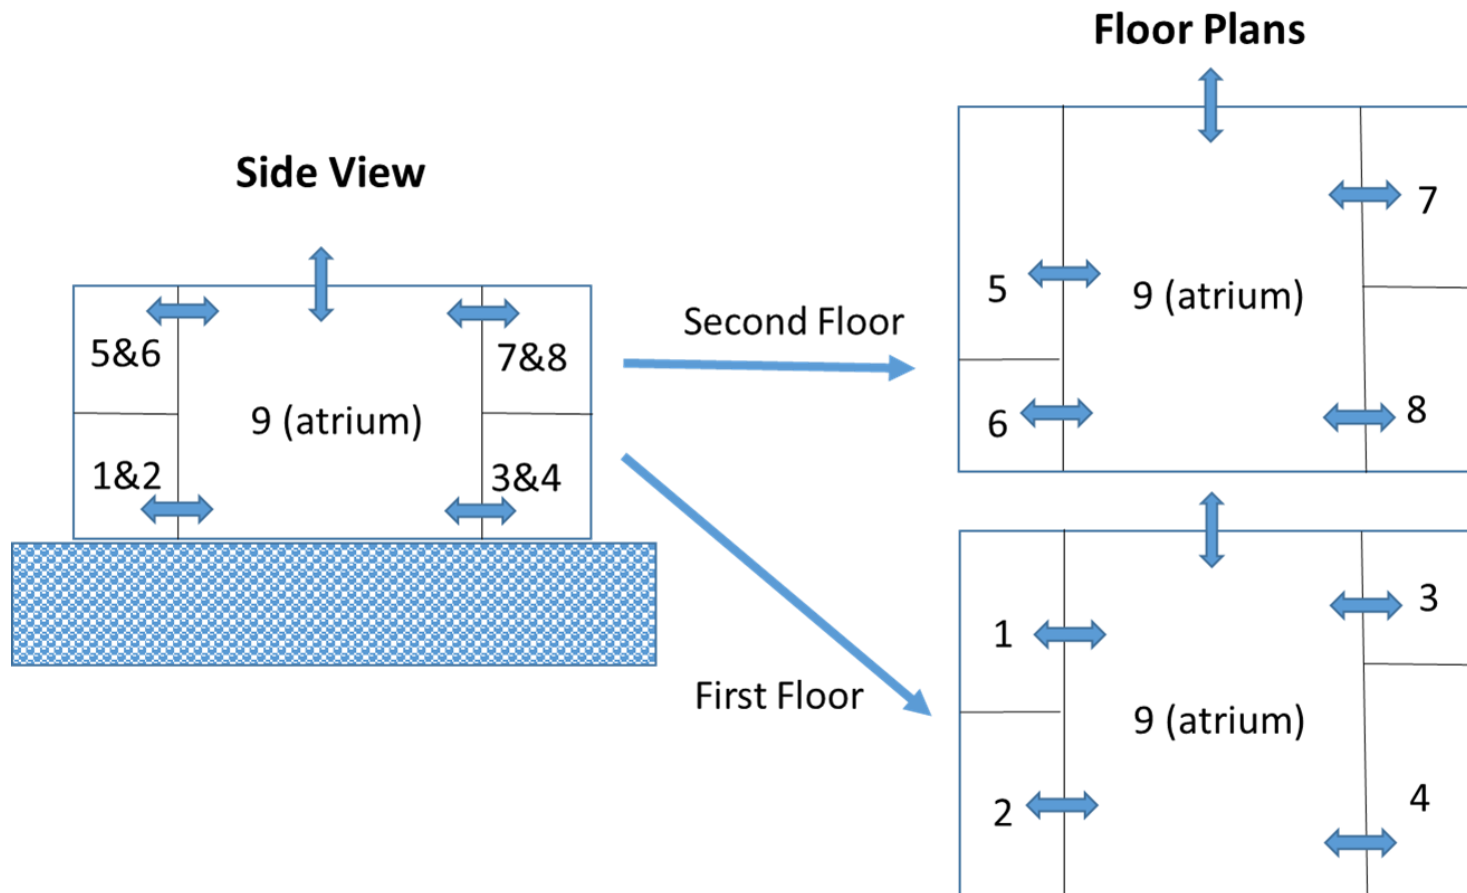 Floor Plans
Side View
5&6
7&8
9 (atrium)
1&2
3&4
Second Floor
First Floor
7
5
9 (atrium)
6
8
3
1
9 (atrium)
2
4